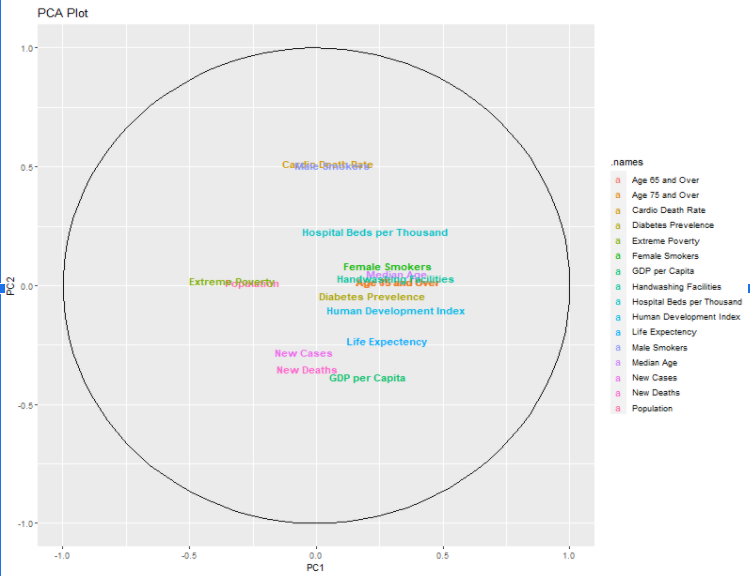 PCA Plot
1.0
Cardio Death Rate
Male Smokers
0.5
Hospital Beds per Thousand
Female Smokers
Median Age
Extreme Poverty
Population
Handwashing Facilities
Age 75 and Over
0.0
PC2
Diabetes Prevelence
Human Development Index
Life Expectency
New Cases
New Deaths
GDP per Capita
-0.5
-1.0
-1.0 -0.5 0.0 0.5 1.0
PC1
.names
a Age 65 and Over
a Age 75 and Over
a Cardio Death Rate
a Diabetes Prevelence
a Extreme Poverty
a Female Smokers
a GDP per Capita
a Handwashing Facilities
a Hospital Beds per Thousand
a Human Development Index
a Life Expectency
a Male Smokers
a Median Age
a New Cases
a New Deaths
a Population